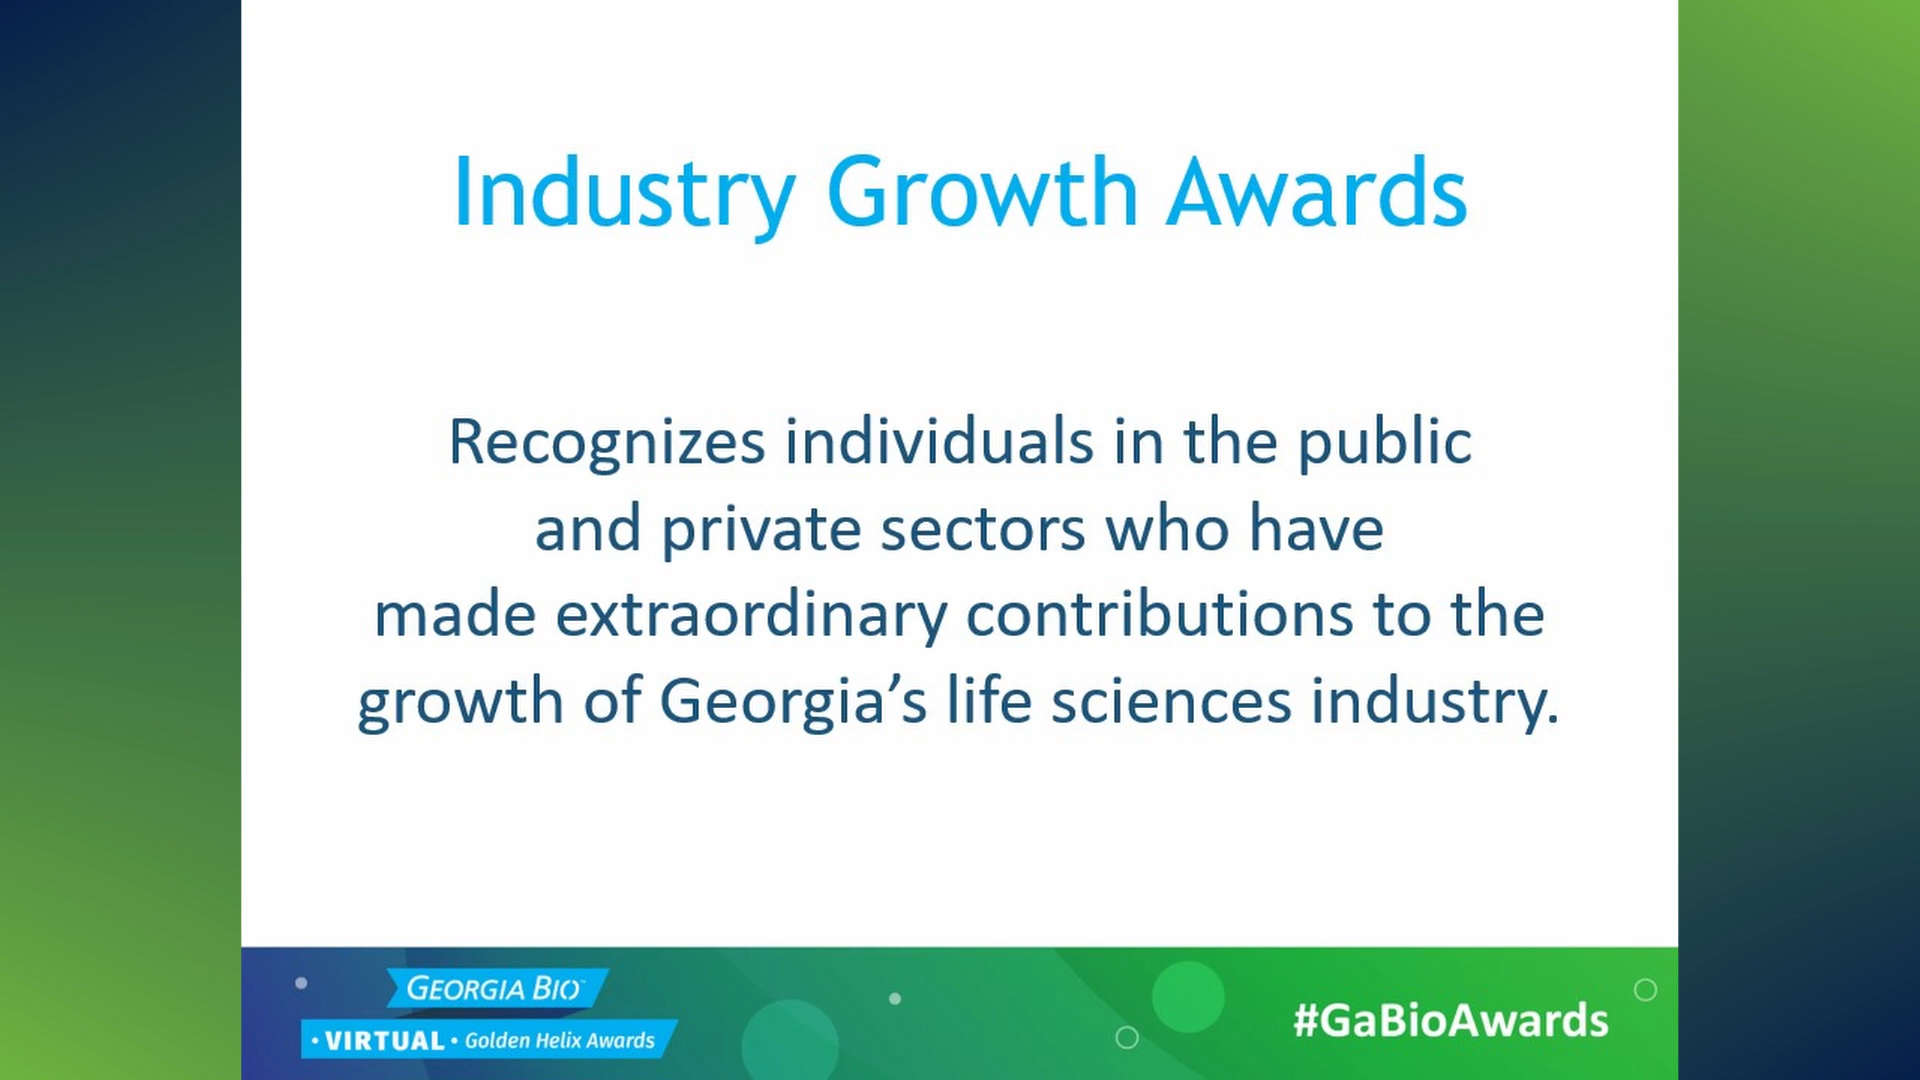 Industry Growth Awards
Recognizes individuals in the public
and private sectors who have
made extraordinary contributions to the
growth of Georgia’s life sciences industry.
GEORGIA BIO™
• VIRTUAL • Golden Helix Awards
#GaBioAwards